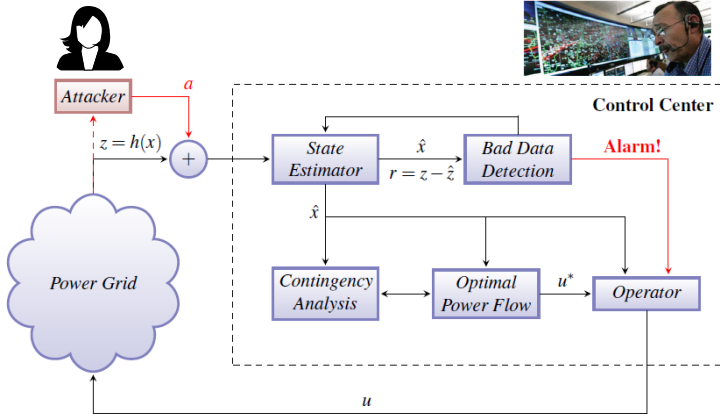 Control Center
Attacker
a
z = h(x)
+
State
Estimator
x̂
r = z − ẑ
Bad Data
Detection
Alarm!
x̂
Power Grid
Contingency
Analysis
Optimal
Power Flow
u*
Operator
u